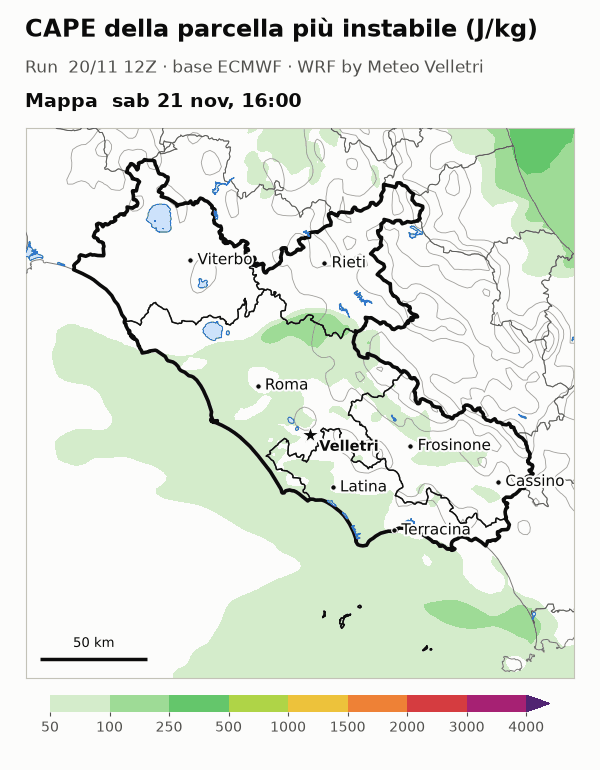 CAPE della parcella più instabile (J/kg)
Run  20/11 12Z · base ECMWF · WRF by Meteo Velletri
Mappa  sab 21 nov, 16:00
Viterbo
Rieti
Roma
Velletri
Frosinone
Latina
Cassino
Terracina
50 km
50 100 250 500 1000 1500 2000 3000 4000